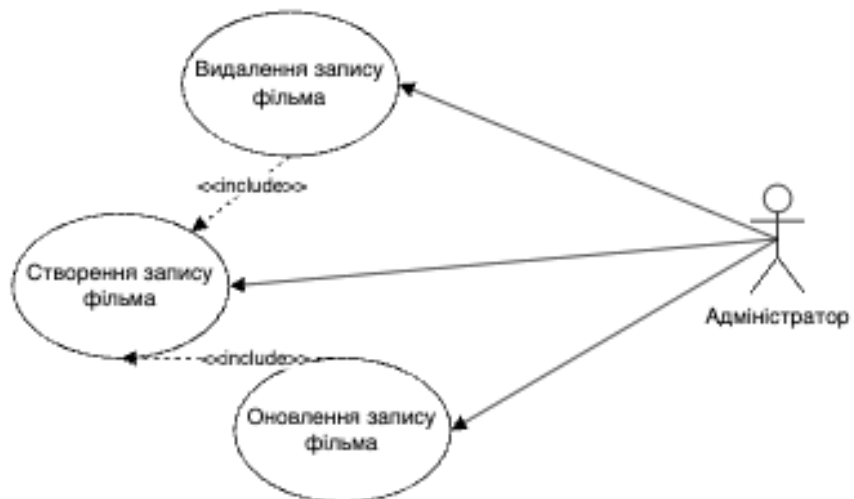 Видалення запису
фільма
<<include>>
Створення запису
фільма
Адміністратор
<<include>>
Оновлення запису
фільма